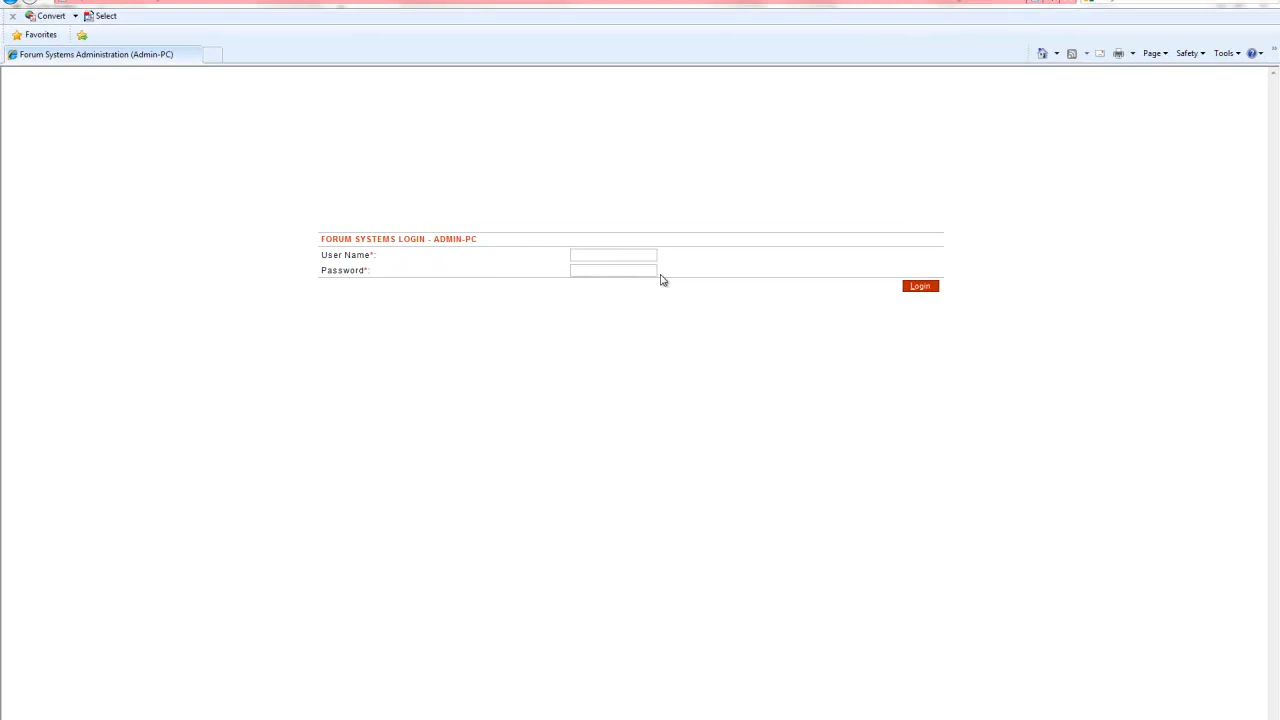 Convert Select
Favorites
Forum Systems Administration (Admin-PC) Page Safety Tools
FORUM SYSTEMS LOGIN - ADMIN-PC
User Name*:
Password*:
Login